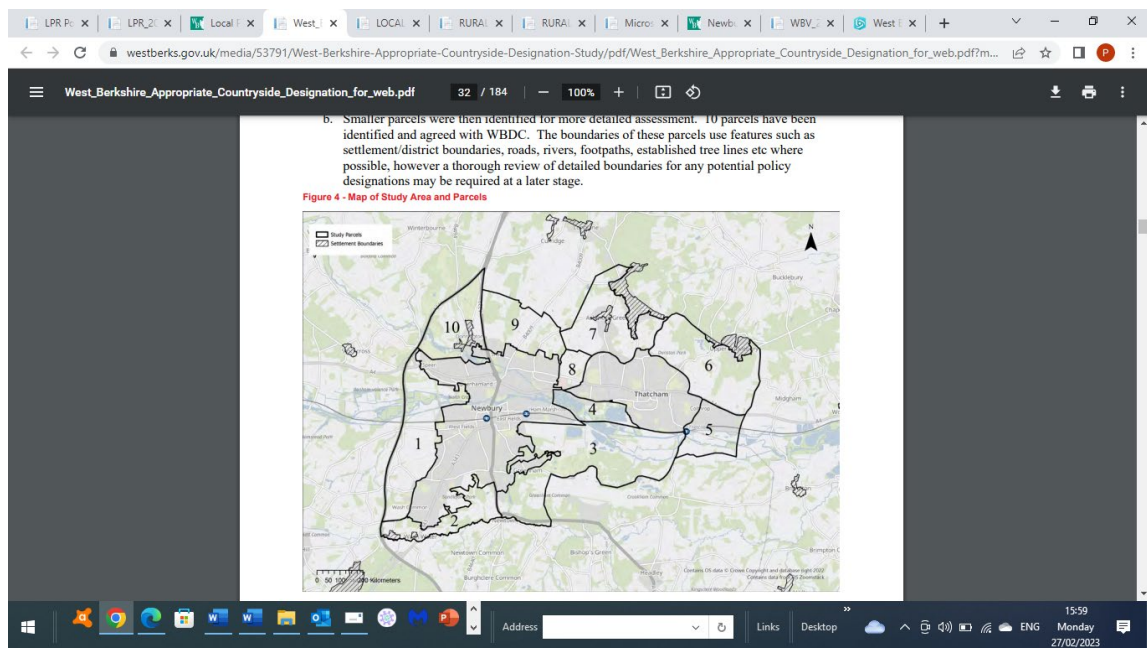 LPR Po
LPR_20
Local P
West_
LOCAL
RURAL
RURAL
Micros
Newbu
WBV_2
West B
westberks.gov.uk/media/53791/West-Berkshire-Appropriate-Countryside-Designation-Study/pdf/West_Berkshire_Appropriate_Countryside_Designation_for_web.pdf?m...
P
West_Berkshire_Appropriate_Countryside_Designation_for_web.pdf
32 / 184
100%
b. Smaller parcels were then identified for more detailed assessment. 10 parcels have been
identified and agreed with WBDC. The boundaries of these parcels use features such as
settlement/district boundaries, roads, rivers, footpaths, established tree lines etc where
possible, however a thorough review of detailed boundaries for any potential policy
designations may be required at a later stage.
Figure 4 - Map of Study Area and Parcels
Study Parcels
Settlement Boundaries
Winterbourne
N
Bucklebury
10
9
7
6
8
Thatcham
Midgham
4
Newbury
5
1
3
2
Newtown Common
Bishop's Green
Burghclere Common
Headley
Contains OS data © Crown Copyright and database right 2022
Address
Links
Desktop
»
ENG
15:59
Monday
27/02/2023